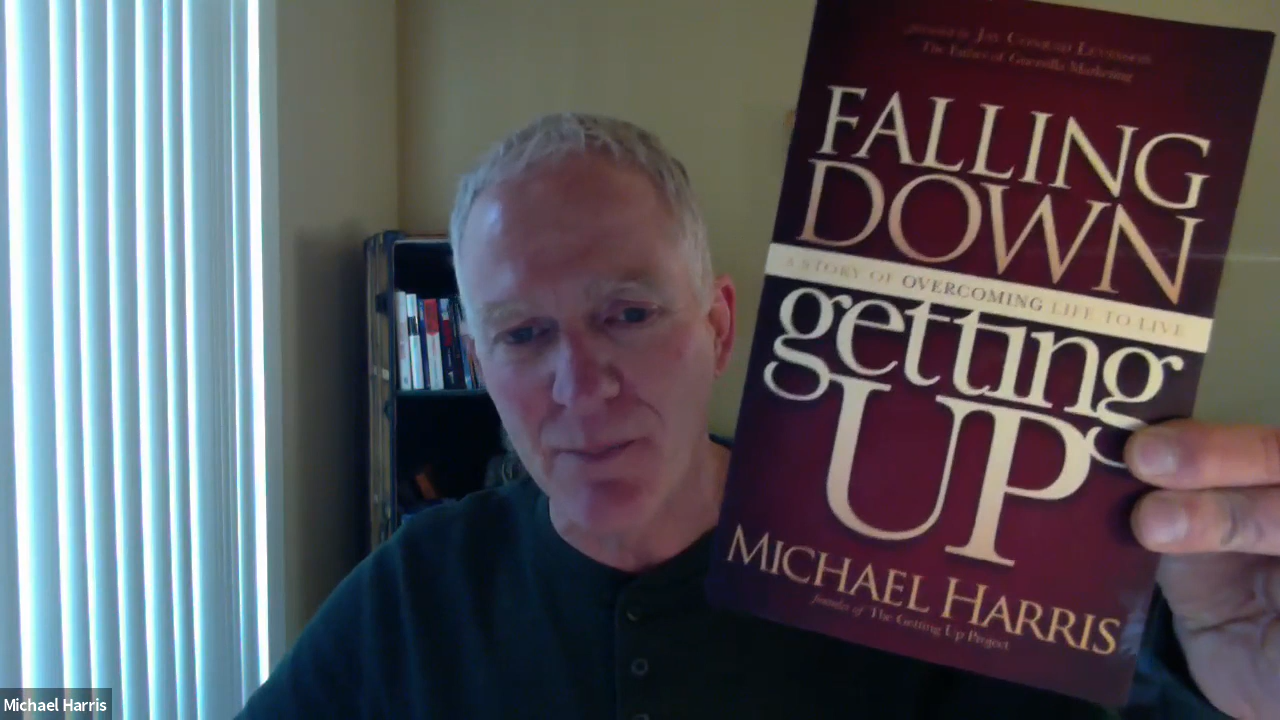 foreword by Jay Conrad Levinson
The Father of Guerrilla Marketing
FALLING
DOWN
A STORY OF OVERCOMING LIFE TO LIVE
getting
UP
MICHAEL HARRIS
founder of The Getting Up Project
Michael Harris